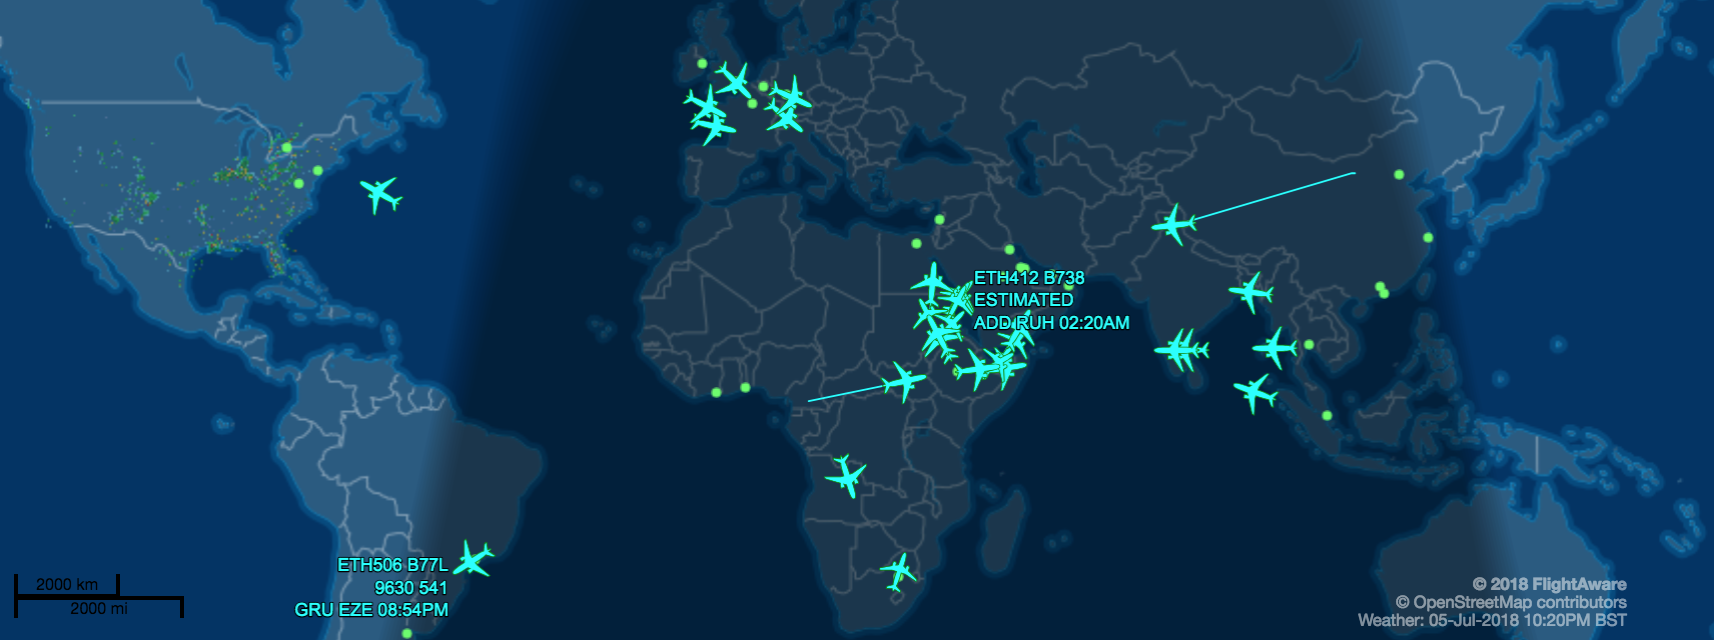 ETH412 B738
ESTIMATED
ADD RUH 02:20AM
ETH506 B77L
9630 541
GRU EZE 08:54PM
2000 km
2000 mi
© 2018 FlightAware
© OpenStreetMap contributors
Weather: 05-Jul-2018 10:20PM BST